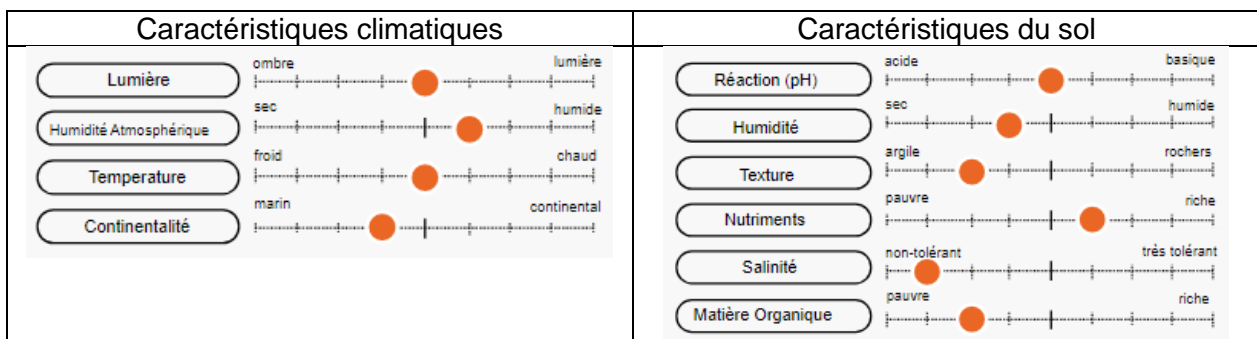 Caractéristiques climatiques
Lumière
ombre
lumière
Humidité Atmosphérique
sec
humide
Temperature
froid
chaud
Continentalité
marin
continental
Caractéristiques du sol
Réaction (pH)
acide
basique
Humidité
sec
humide
Texture
argile
rochers
Nutriments
pauvre
riche
Salinité
non-tolérant
très tolérant
Matière Organique
pauvre
riche